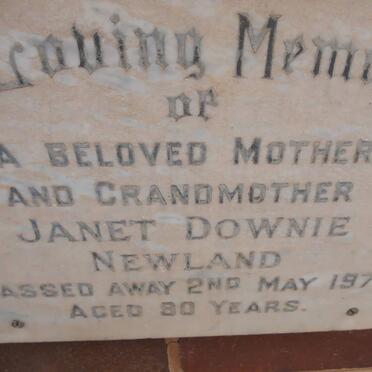 Loving Mem
of
A BELOVED MOTHER
AND GRANDMOTHER
JANET DOWNIE
NEWLAND
ASSED AWAY 2ND MAY 197
AGED 80 YEARS.